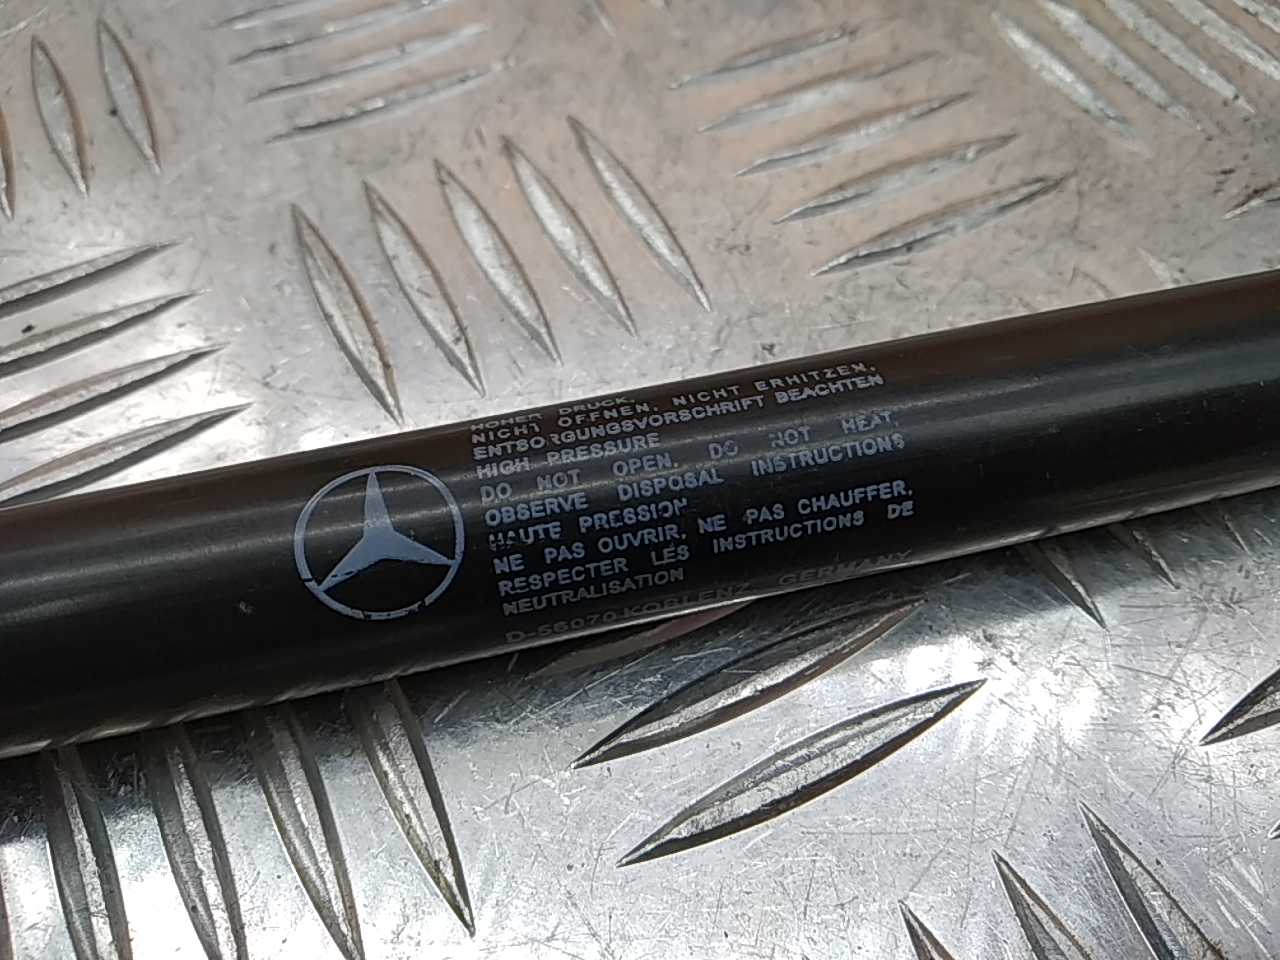 HOHER DRUCK.
NICHT ÖFFNEN, NICHT ERHITZEN,
ENTSORGUNGSVORSCHRIFT BEACHTEN
HIGH PRESSURE
DO NOT OPEN. DO NOT HEAT.
OBSERVE DISPOSAL INSTRUCTIONS
HAUTE PRESSION
NE PAS OUVRIR, NE PAS CHAUFFER,
RESPECTER LES INSTRUCTIONS DE
NEUTRALISATION
D-56070 KOBLENZ GERMANY